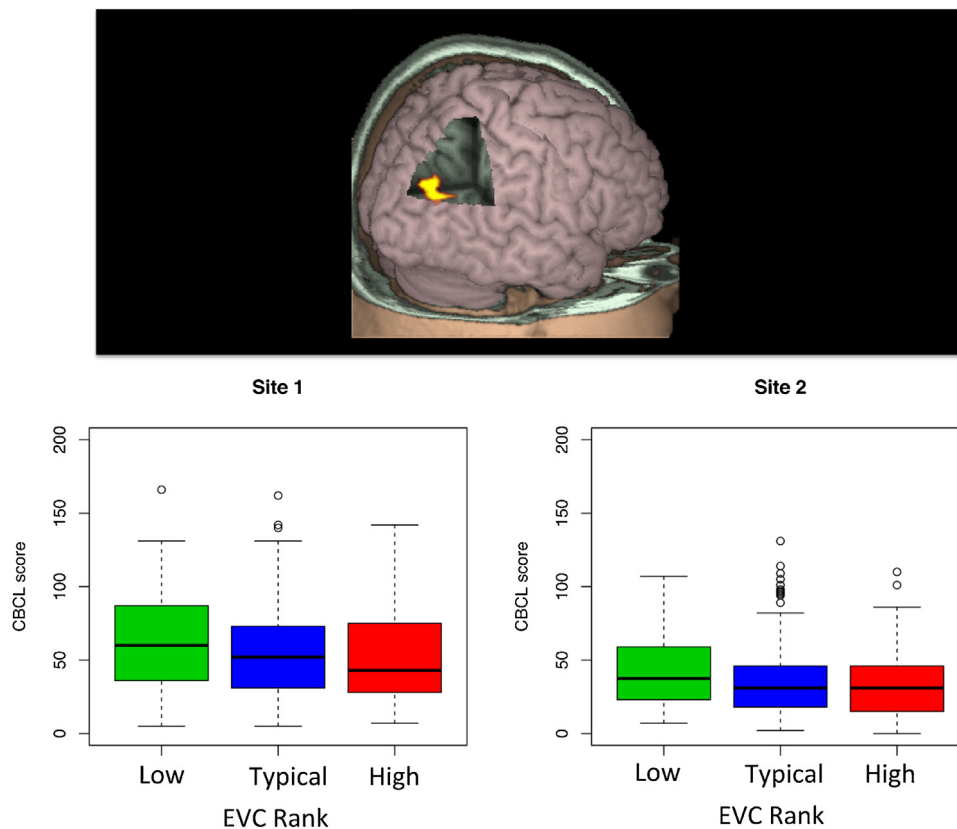 Site 1
Site 2
CBCL score
200
150
100
50
0
Low Typical High
EVC Rank
CBCL score
200
150
100
50
0
Low Typical High
EVC Rank